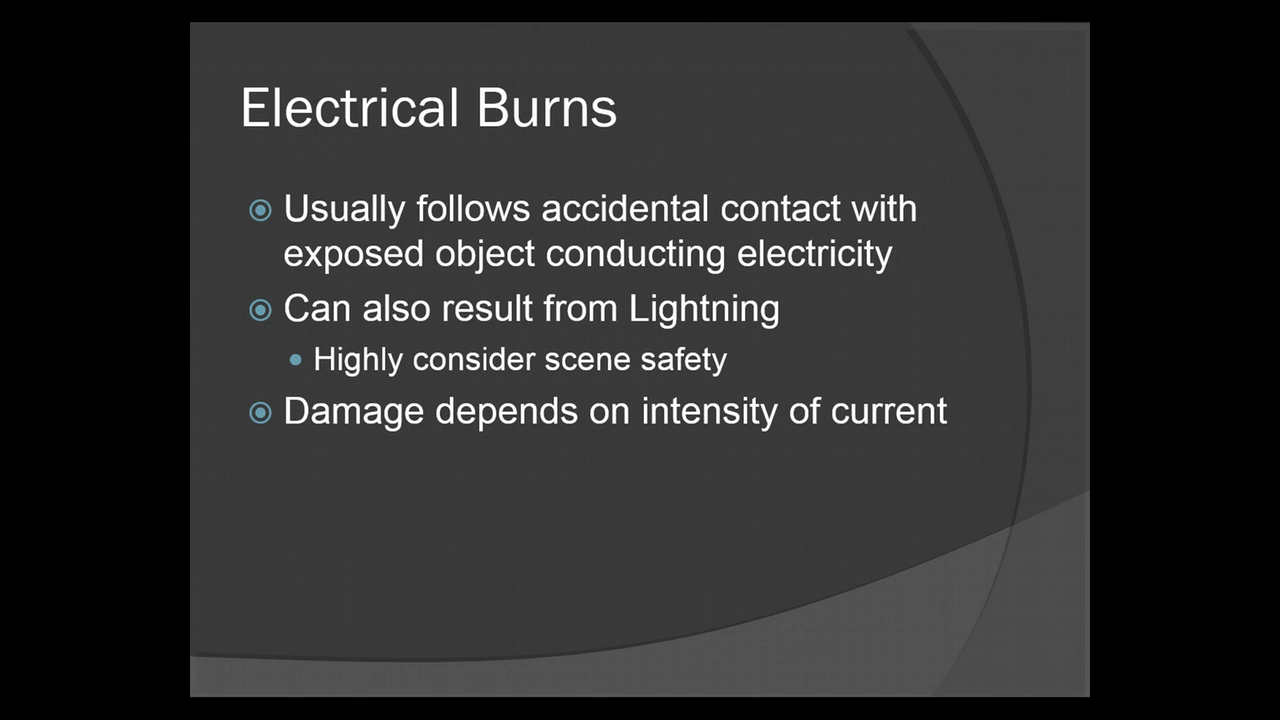 Electrical Burns
Usually follows accidental contact with
exposed object conducting electricity
Can also result from Lightning
Highly consider scene safety
Damage depends on intensity of current